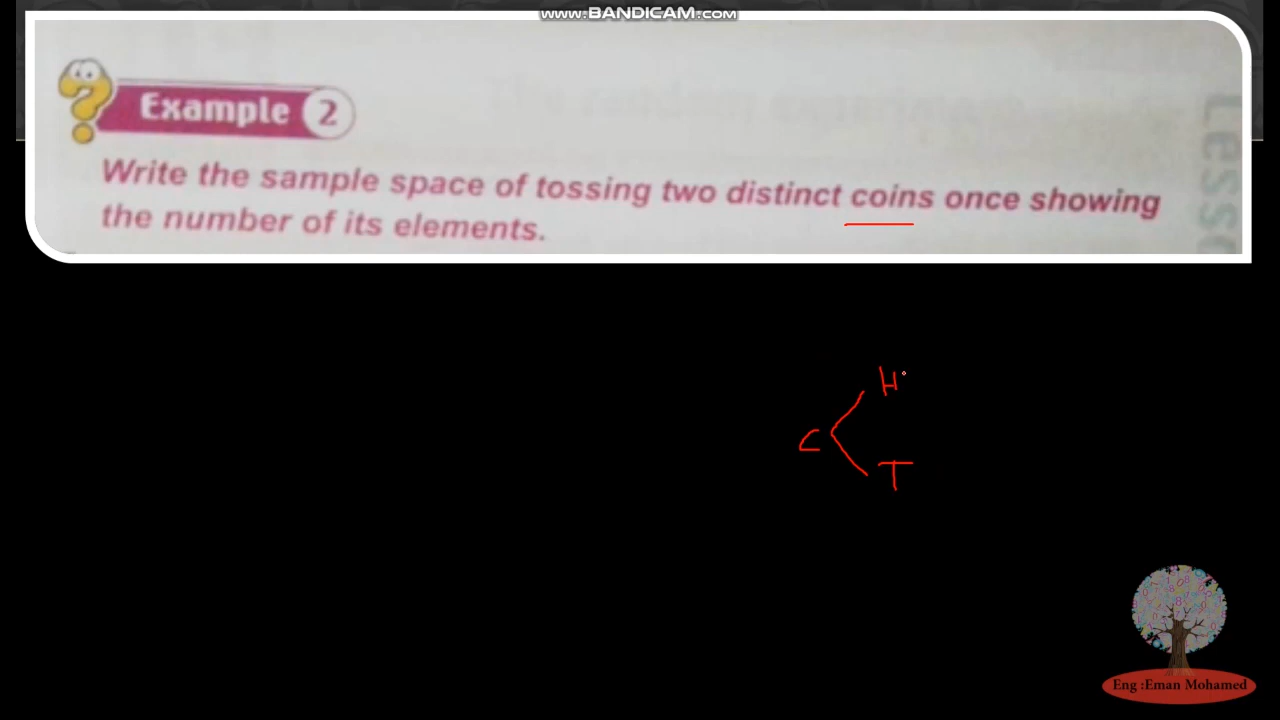 www.BANDICAM.com
Example 2
Write the sample space of tossing two distinct coins once showing
the number of its elements.
H
C
T
Eng :Eman Mohamed